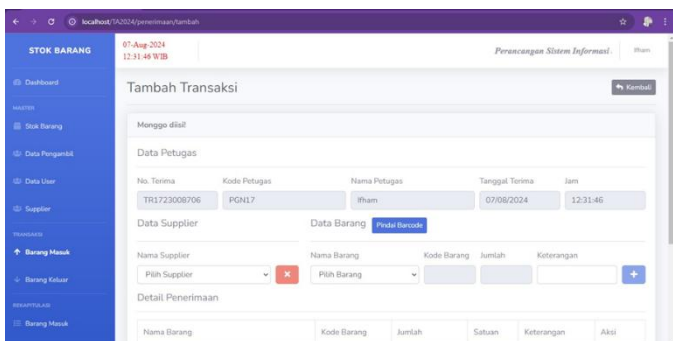 localhost/TA2024/penerimaan/tambah
STOK BARANG
07-Aug-2024
12:31:46 WIB
Perancangan Sistem Informasi
Ifham
Dashboard
Tambah Transaksi
Kembali
MASTER
Stok Barang
Monggo diisi!
Data Pengambil
Data Petugas
Data User
No. Terima Kode Petugas Nama Petugas Tanggal Terima Jam
TR1723008706 PGN17 Ifham 07/08/2024 12:31:46
Supplier
Data Supplier Data Barang Pindai Barcode
TRANSAKSI
Barang Masuk
Nama Supplier Nama Barang Kode Barang Jumlah Keterangan
Pilih Supplier Pilih Barang
Barang Keluar
Detail Penerimaan
REKAPITULASI
Barang Masuk
Nama Barang Kode Barang Jumlah Satuan Keterangan Aksi